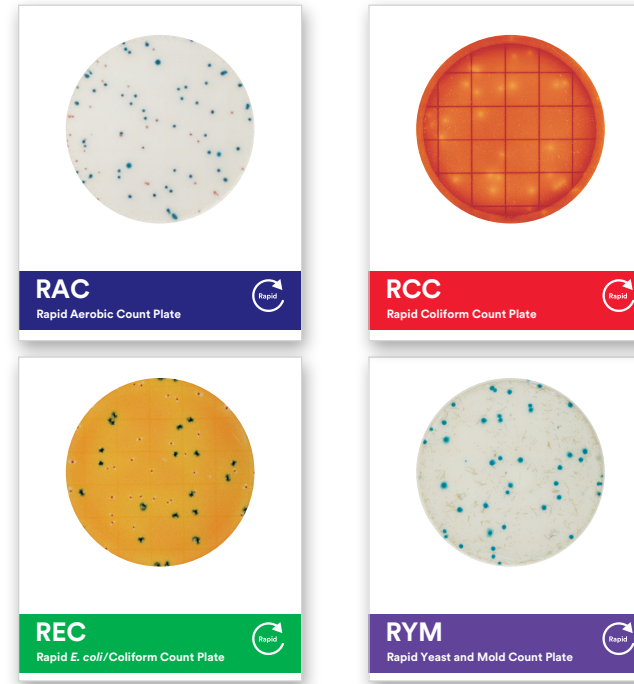 RAC
Rapid Aerobic Count Plate
Rapid
RCC
Rapid Coliform Count Plate
Rapid
REC
Rapid E. coli/Coliform Count Plate
Rapid
RYM
Rapid Yeast and Mold Count Plate
Rapid